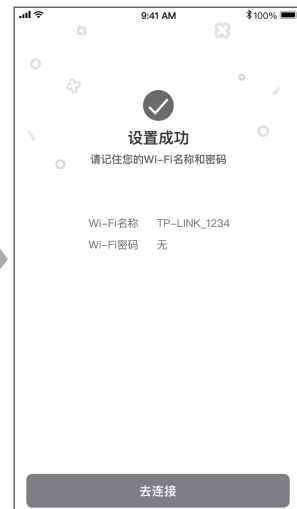 9:41 AM 100%
设置成功
请记住您的Wi-Fi名称和密码
Wi-Fi名称 TP-LINK_1234
Wi-Fi密码 无
去连接